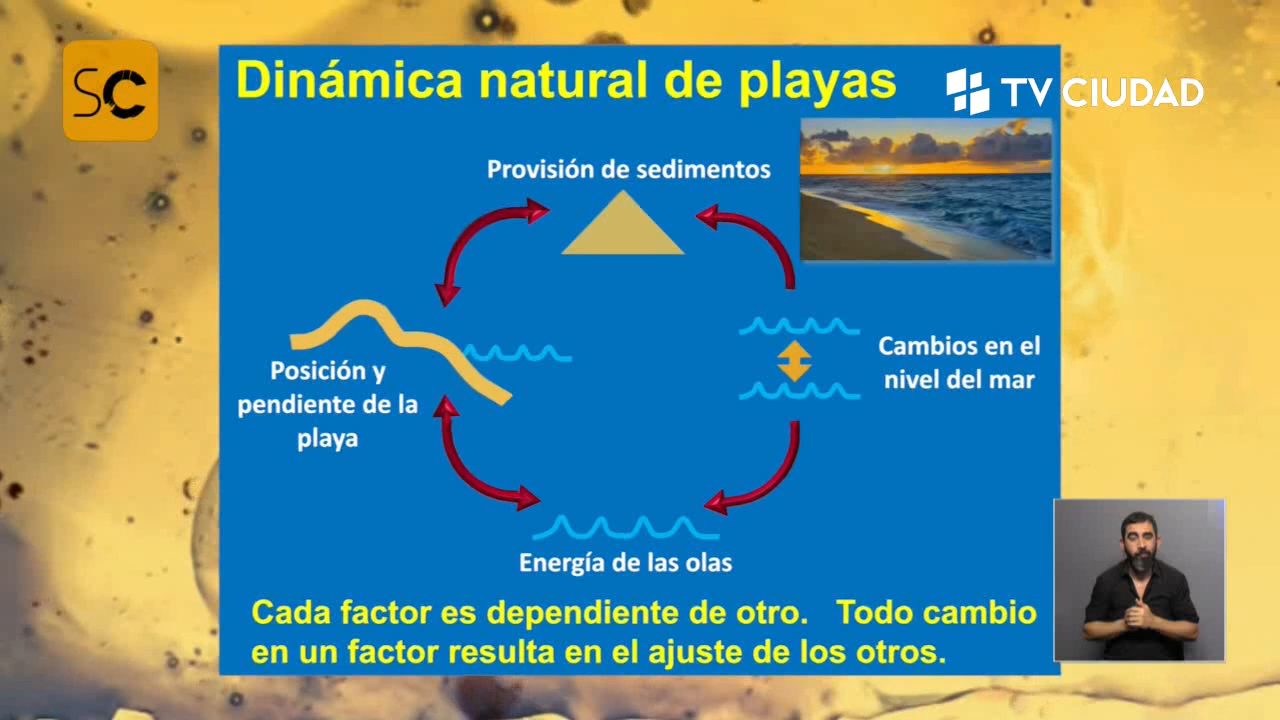 SC
Dinámica natural de playas
TV CIUDAD
Provisión de sedimentos
Cambios en el
nivel del mar
Posición y
pendiente de la
playa
Energía de las olas
Cada factor es dependiente de otro. Todo cambio
en un factor resulta en el ajuste de los otros.